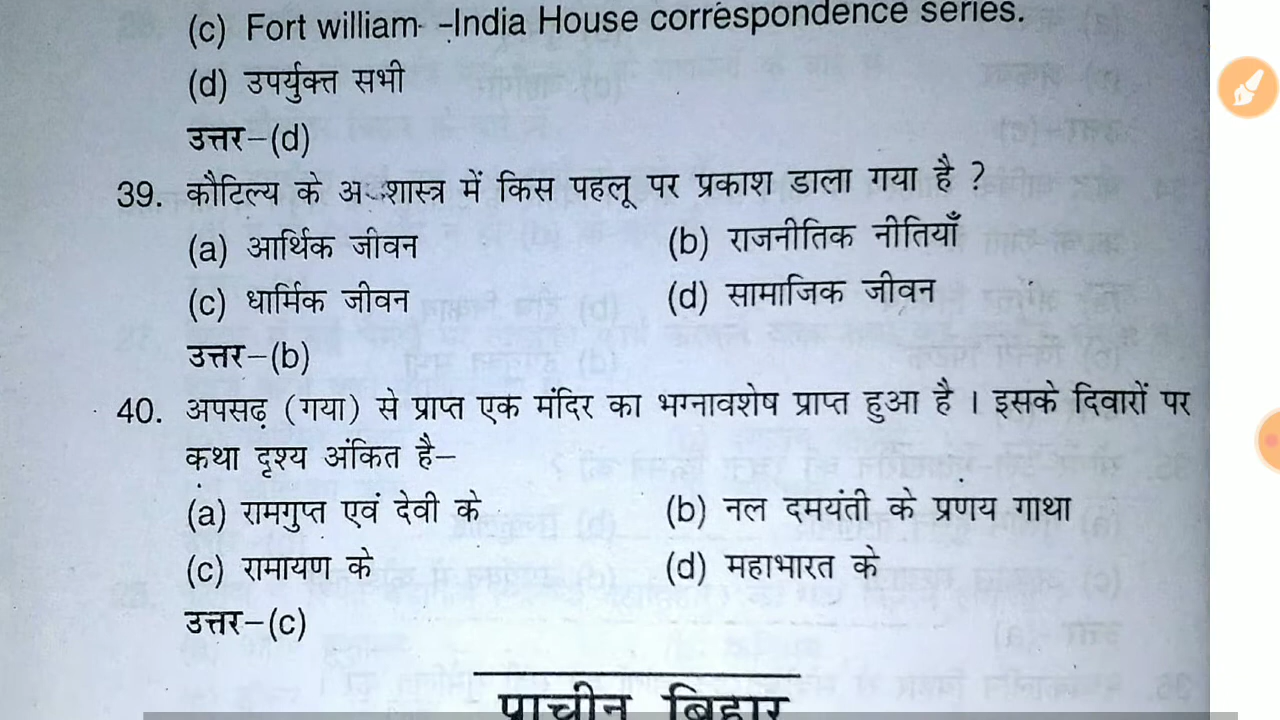 (c) Fort william -India House correspondence series.
(d) उपर्युक्त सभी
उत्तर-(d)
39. कौटिल्य के अ शास्त्र में किस पहलू पर प्रकाश डाला गया है ?
(a) आर्थिक जीवन (b) राजनीतिक नीतियाँ
(c) धार्मिक जीवन (d) सामाजिक जीवन
उत्तर-(b)
40. अपसढ़ (गया) से प्राप्त एक मंदिर का भग्नावशेष प्राप्त हुआ है । इसके दिवारों पर
कथा दृश्य अंकित है-
(a) रामगुप्त एवं देवी के (b) नल दमयंती के प्रणय गाथा
(c) रामायण के (d) महाभारत के
उत्तर-(c)
प्राचीन बिहार